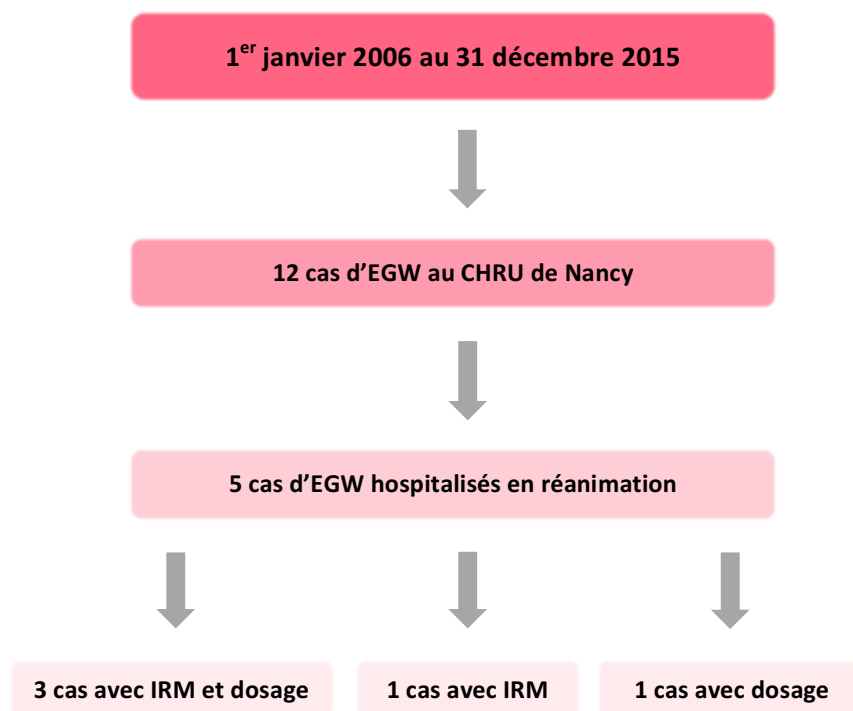 1er janvier 2006 au 31 décembre 2015
12 cas d’EGW au CHRU de Nancy
5 cas d’EGW hospitalisés en réanimation
3 cas avec IRM et dosage
1 cas avec IRM
1 cas avec dosage